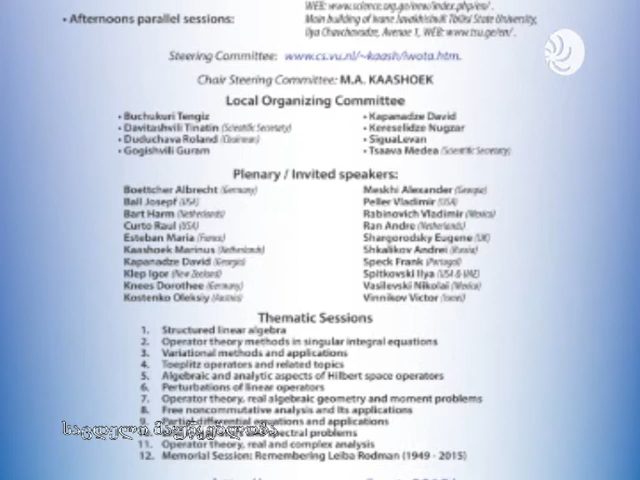 WEB: www.science.org.ge/new/index.php/en/ .
• Afternoons parallel sessions:
Main building of Ivane Javakhishvili Tbilisi State University,
Ilya Chavchavadze, Avenue 1, WEB: www.tsu.ge/en/ .
Steering Committee: www.cs.vu.nl/~kaash/iwota.htm.
Chair Steering Committee: M.A. KAASHOEK
Local Organizing Committee
• Buchukuri Tengiz
• Davitashvili Tinatin (Scientific Secretary)
• Duduchava Roland (Chairman)
• Gogishvili Guram
• Kapanadze David
• Kereselidze Nugzar
• SiguaLevan
• Tsaava Medea (Scientific Secretary)
Plenary / Invited speakers:
Boettcher Albrecht (Germany)
Ball Josepf (USA)
Bart Harm (Netherlands)
Curto Raul (USA)
Esteban Maria (France)
Kaashoek Marinus (Netherlands)
Kapanadze David (Georgia)
Klep Igor (New Zealand)
Knees Dorothee (Germany)
Kostenko Oleksiy (Austria)
Meskhi Alexander (Georgia)
Peller Vladimir (USA)
Rabinovich Vladimir (Mexico)
Ran Andre (Netherlands)
Shargorodsky Eugene (UK)
Shkalikov Andrei (Russia)
Speck Frank (Portugal)
Spitkovski Ilya (USA & UAE)
Vasilevski Nikolai (Mexico)
Vinnikov Victor (Israel)
Thematic Sessions
1. Structured linear algebra
2. Operator theory methods in singular integral equations
3. Variational methods and applications
4. Toeplitz operators and related topics
5. Algebraic and analytic aspects of Hilbert space operators
6. Perturbations of linear operators
7. Operator theory, real algebraic geometry and moment problems
8. Free noncommutative analysis and its applications
9. Partial differential equations and applications
10. spectral problems
11. Operator theory, real and complex analysis
12. Memorial Session: Remembering Leiba Rodman (1949 - 2015)